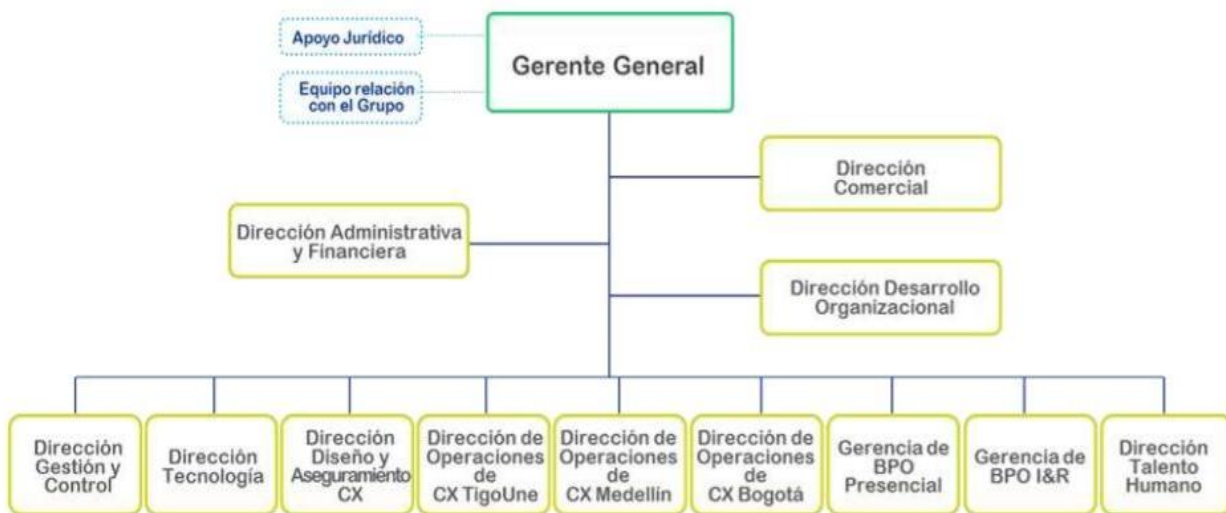 Apoyo Jurídico
Gerente General
Equipo relación
con el Grupo
Dirección
Comercial
Dirección Administrativa
y Financiera
Dirección Desarrollo
Organizacional
Dirección
Gestión y
Control
Dirección
Tecnología
Dirección
Diseño y
Aseguramiento
CX
Dirección de
Operaciones
de
CX TigoUne
Dirección de
Operaciones
de
CX Medellín
Dirección de
Operaciones
de
CX Bogotá
Gerencia de
BPO
Presencial
Gerencia de
BPO I&R
Dirección
Talento
Humano